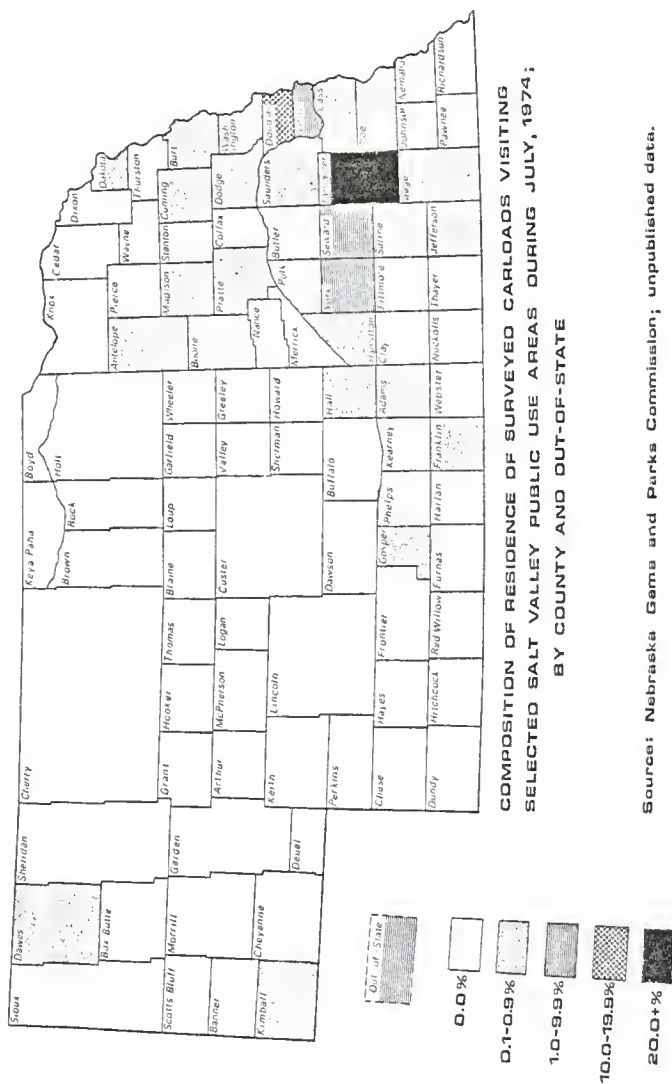 Sioux
Dawes
Sheridan
Cherry
Keya Paha
Boyd
Knox
Cedar
Dixon
Dakota
Box Butte
Brown
Rock
Holt
Antelope
Pierce
Wayne
Thurston
Scotts Bluff
Morrill
Garden
Grant
Hooker
Thomas
Blaine
Loup
Garfield
Wheeler
Boone
Madison
Stanton
Cuming
Burt
Banner
Arthur
McPherson
Logan
Custer
Valley
Greeley
Nance
Platte
Colfax
Dodge
Wash
ington
Kimball
Cheyenne
Deuel
Keith
Lincoln
Sherman
Howard
Merrick
Polk
Butler
Saunders
Perkins
Dawson
Buffalo
Hall
Hamilton
York
Seward
Cass
Chase
Hayes
Frontier
Gosper
Phelps
Kearney
Adams
Clay
Fillmore
Saline
Gage
Johnson
Nemaha
Dundy
Hitchcock
Red Willow
Furnas
Harlan
Franklin
Webster
Nuckolls
Thayer
Jefferson
Pawnee
Richardson
Out of State
0.0%
0.1-0.9%
1.0-9.9%
10.0-19.9%
20.0+%
COMPOSITION OF RESIDENCE OF SURVEYED CARLOADS VISITING
SELECTED SALT VALLEY PUBLIC USE AREAS DURING JULY, 1974;
BY COUNTY AND OUT-OF-STATE
Source: Nebraska Game and Parks Commission; unpublished data.